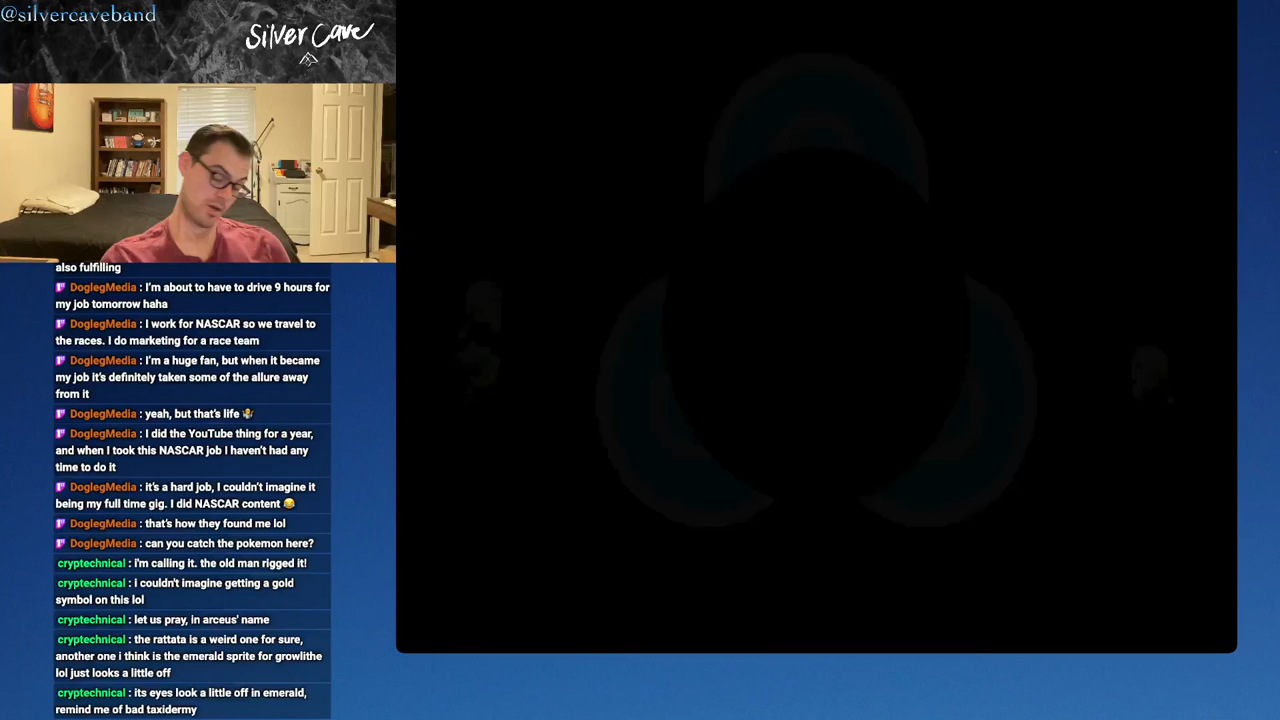 @silvercaveband
Silver Cave
also fulfilling
DoglegMedia : I'm about to have to drive 9 hours for
my job tomorrow haha
DoglegMedia : I work for NASCAR so we travel to
the races. I do marketing for a race team
DoglegMedia : I'm a huge fan, but when it became
my job it's definitely taken some of the allure away
from it
DoglegMedia : yeah, but that's life 🤷
DoglegMedia : I did the YouTube thing for a year,
and when I took this NASCAR job I haven't had any
time to do it
DoglegMedia : it's a hard job, I couldn't imagine it
being my full time gig. I did NASCAR content 😂
DoglegMedia : that's how they found me lol
DoglegMedia : can you catch the pokemon here?
cryptechnical : i'm calling it. the old man rigged it!
cryptechnical : i couldn't imagine getting a gold
symbol on this lol
cryptechnical : let us pray, in arceus' name
cryptechnical : the rattata is a weird one for sure,
another one i think is the emerald sprite for growlithe
lol just looks a little off
cryptechnical : its eyes look a little off in emerald,
remind me of bad taxidermy